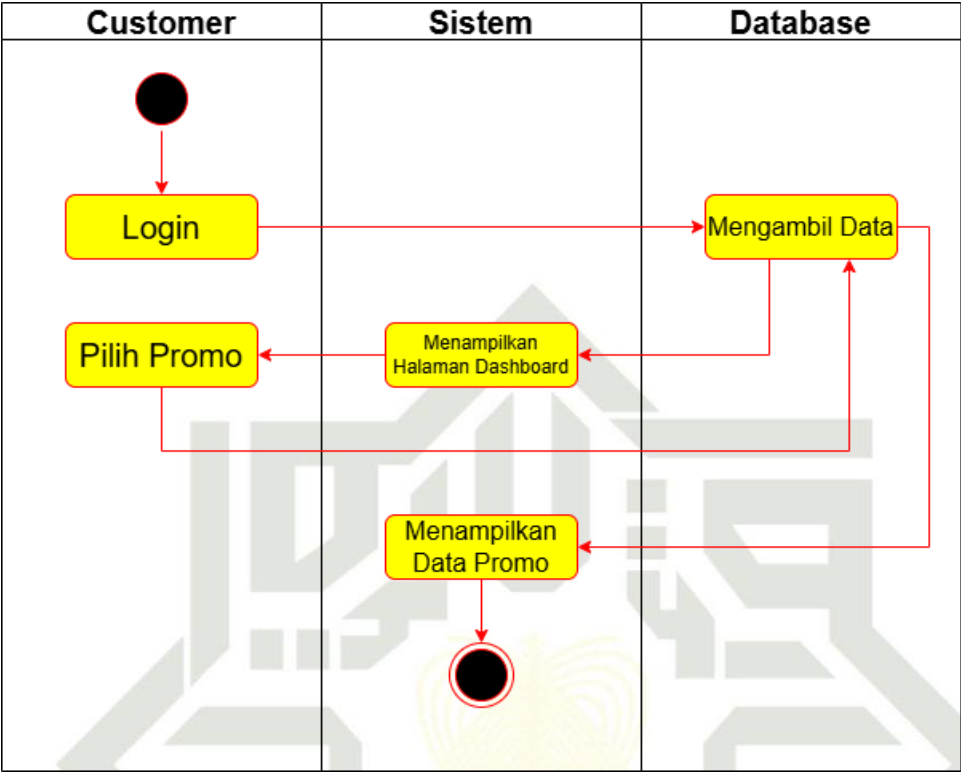 Customer
Sistem
Database
Login
Mengambil Data
Pilih Promo
Menampilkan
Halaman Dashboard
Menampilkan
Data Promo